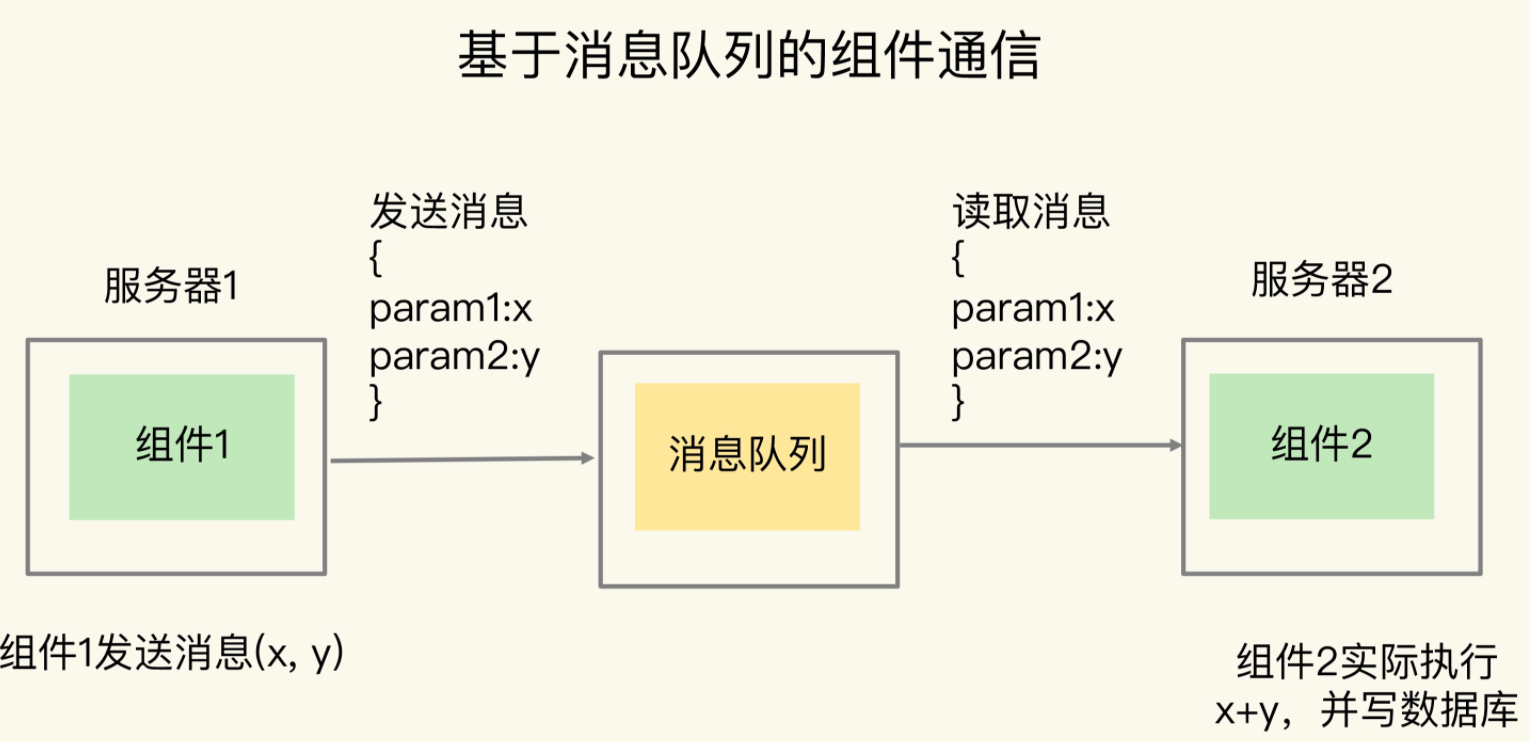 基于消息队列的组件通信
发送消息
{
param1:x
param2:y
}
读取消息
{
param1:x
param2:y
}
服务器1
服务器2
组件1
消息队列
组件2
组件1发送消息(x, y)
组件2实际执行
x+y，并写数据库